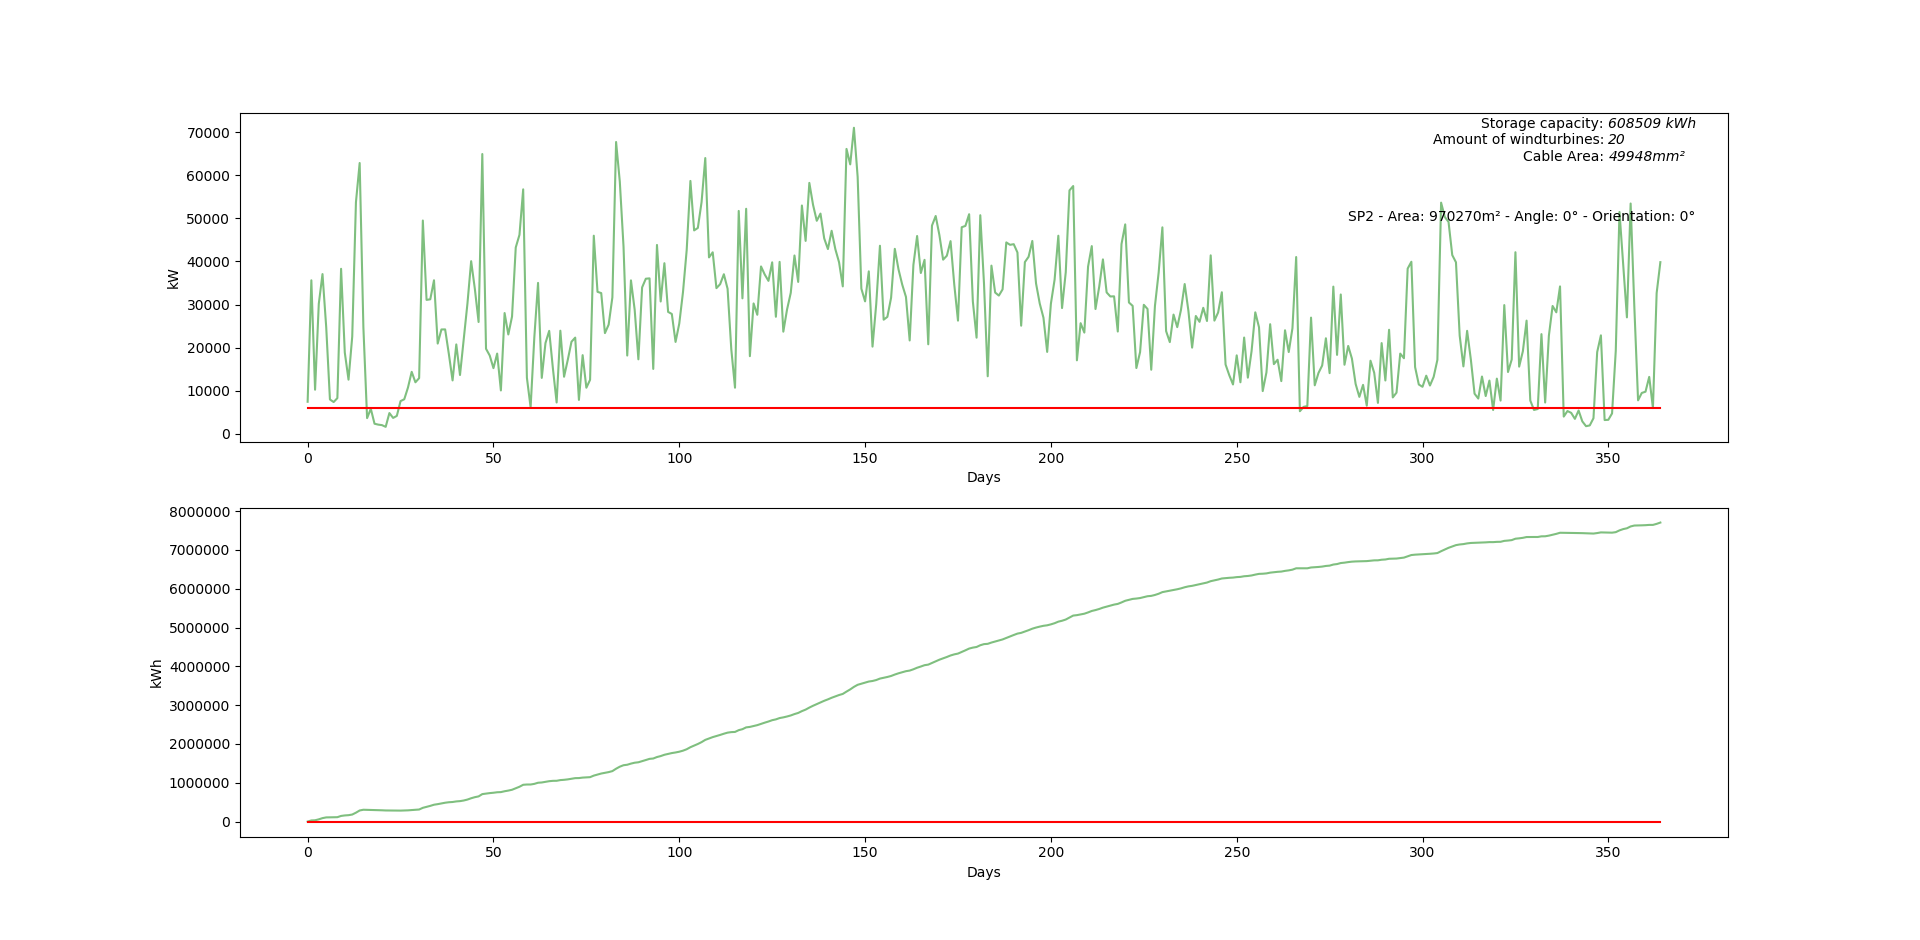 Storage capacity: 608509 kWh
Amount of windturbines: 20
Cable Area: 49948mm²
SP2 - Area: 970270m² - Angle: 0° - Orientation: 0°
kW
70000
60000
50000
40000
30000
20000
10000
0
0 50 100 150 200 250 300 350
Days
kWh
8000000
7000000
6000000
5000000
4000000
3000000
2000000
1000000
0
0 50 100 150 200 250 300 350
Days